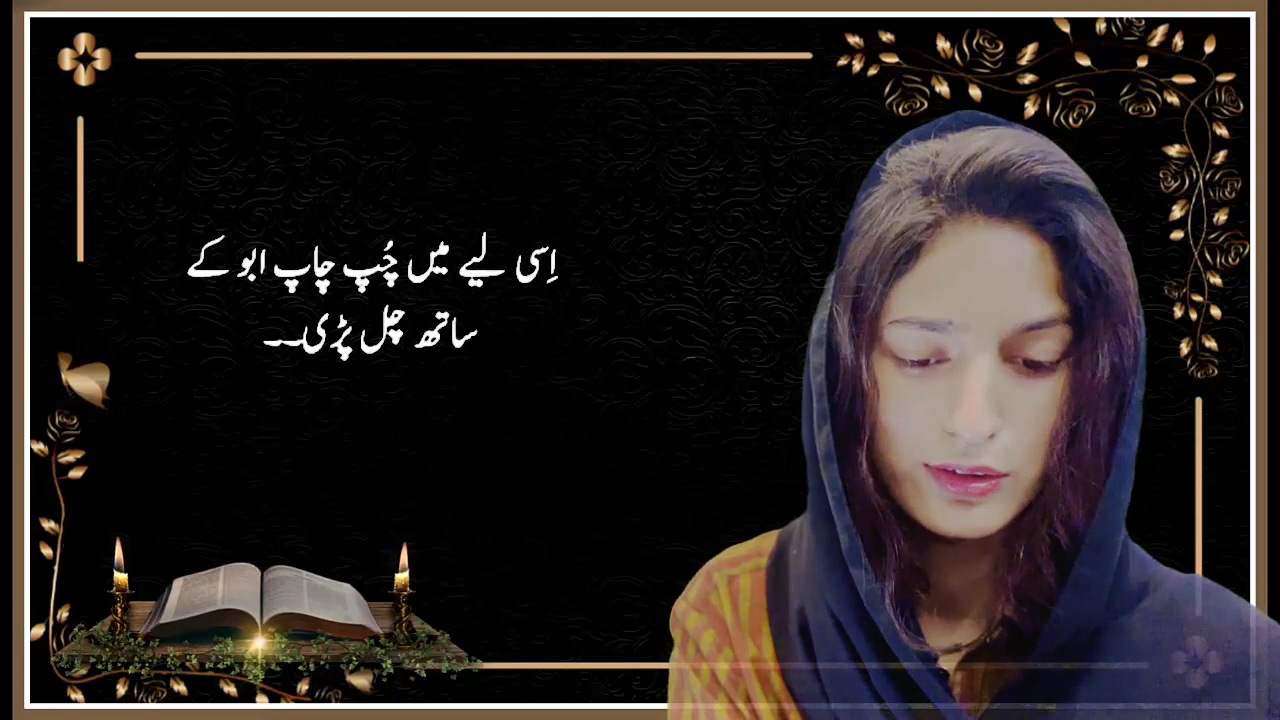 اِسی لیے میں چُپ چاپ ابو کے
ساتھ چل پڑی۔۔